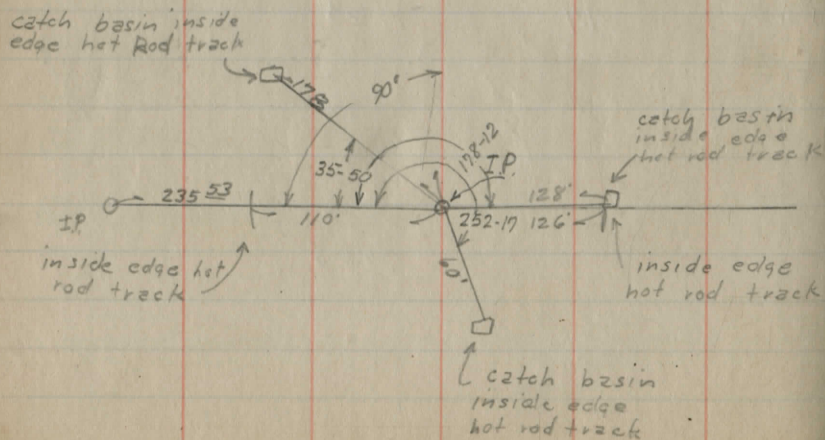 catch basin inside
edge hot Rod track
178
90°
35-50
178-12
I.P.
catch basin
inside edge
hot rod track
I.P.
235 53
110'
128'
252-17 126'
60'
inside edge hot
rod track
inside edge
hot rod track
catch basin
inside edge
hot rod track